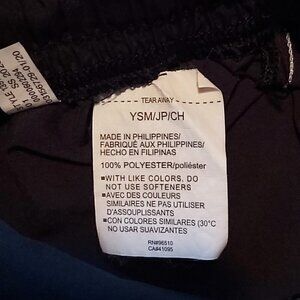 TEAR AWAY
YSM/JP/CH
MADE IN PHILIPPINES/
FABRIQUÉ AUX PHILIPPINES/
HECHO EN FILIPINAS
100% POLYESTER/poliéster
▪WITH LIKE COLORS, DO
NOT USE SOFTENERS
▪AVEC DES COULEURS
SIMILAIRES NE PAS UTILISER
D'ASSOUPLISSANTS
▪CON COLORES SIMILARES (30°C
NO USAR SUAVIZANTES)
RN#96510
CA#41095